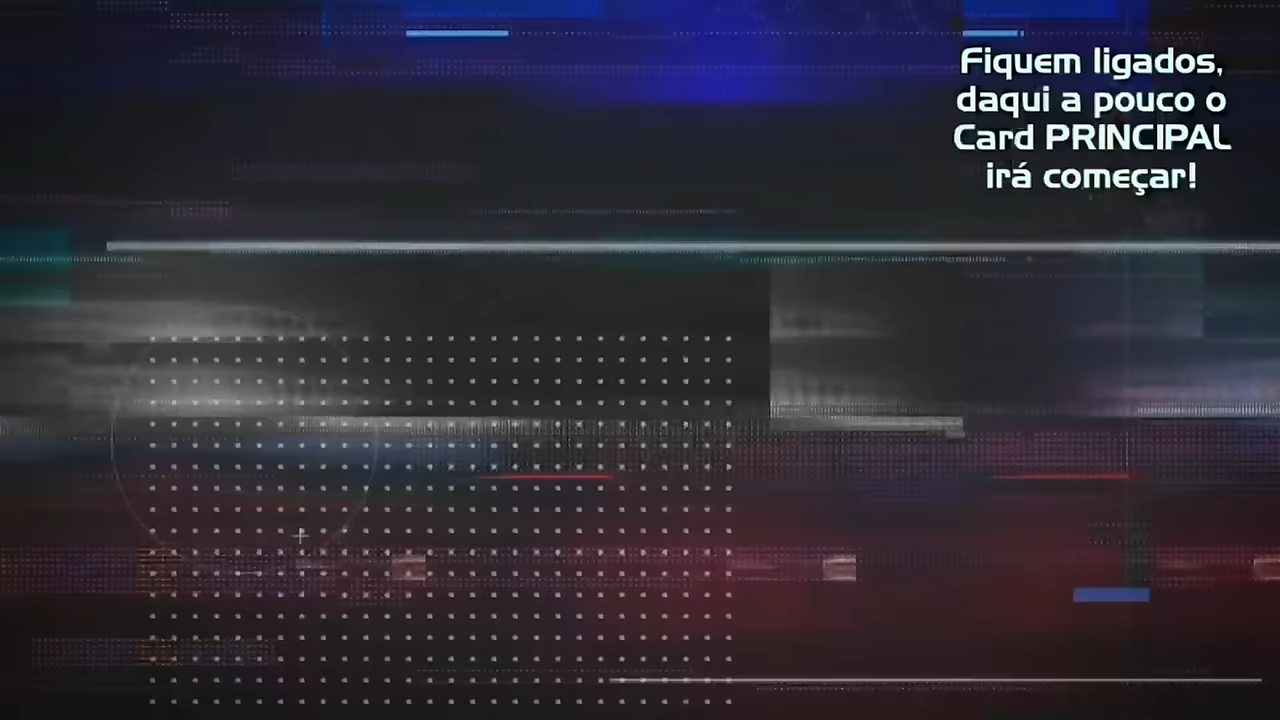 Fiquem ligados,
daqui a pouco o
Card PRINCIPAL
irá começar!